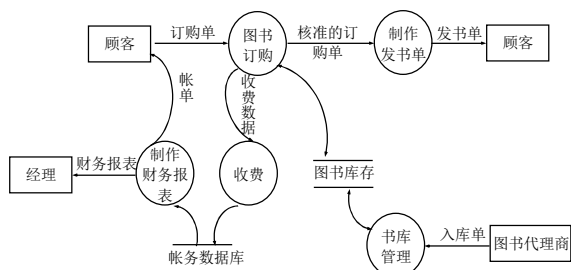 顾客
订购单
图书
订购
核准的订
购单
制作
发书单
发书单
顾客
帐
单
收
费
数
据
经理
财务报表
制作
财务报
表
收费
图书库存
帐务数据库
书库
管理
入库单
图书代理商